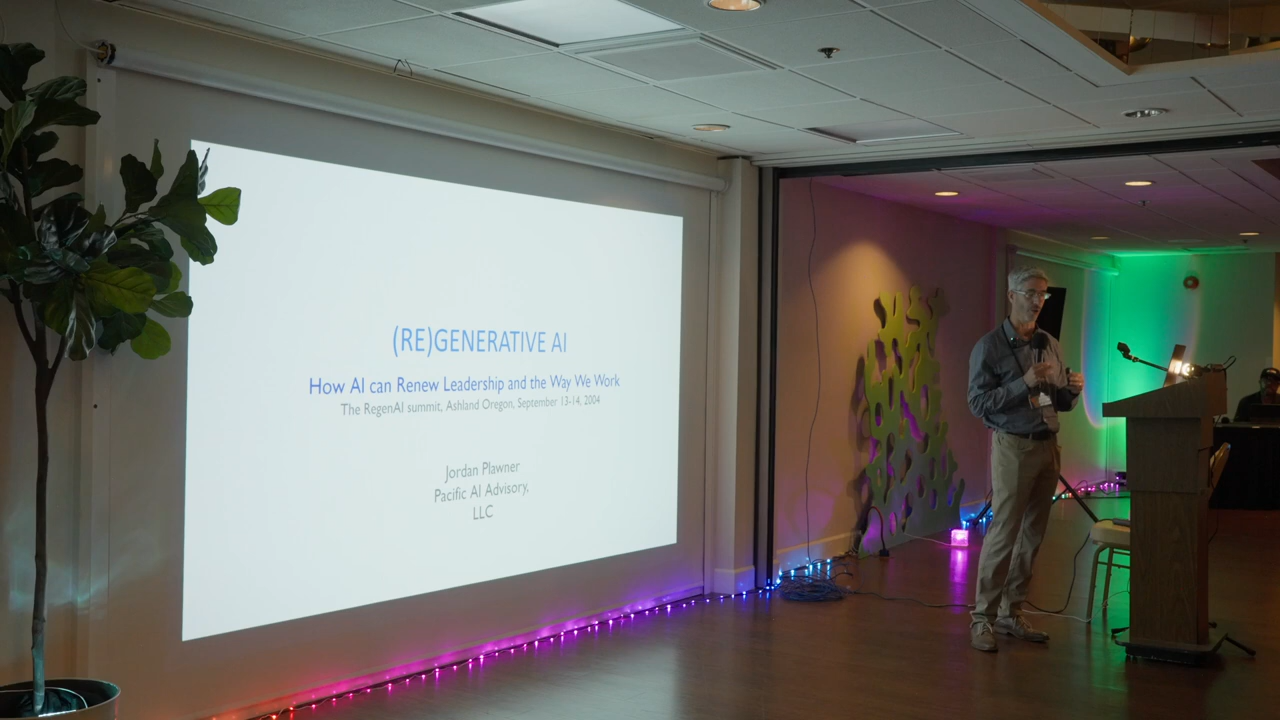 (RE)GENERATIVE AI
How AI can Renew Leadership and the Way We Work
The RegenAI summit, Ashland Oregon, September 13-14, 2004
Jordan Plawner
Pacific AI Advisory,
LLC